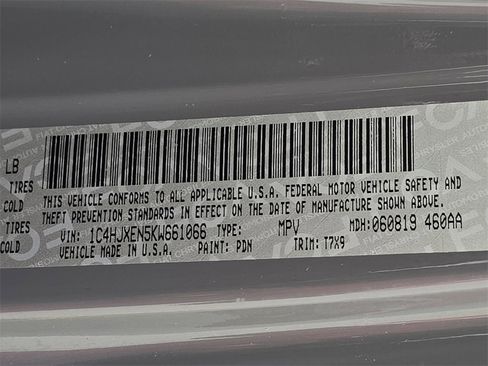 LB
TIRES
COLD
TIRES
COLD
THIS VEHICLE CONFORMS TO ALL APPLICABLE U.S.A. FEDERAL MOTOR VEHICLE SAFETY AND
THEFT PREVENTION STANDARDS IN EFFECT ON THE DATE OF MANUFACTURE SHOWN ABOVE.
VIN: 1C4HJXEN5KW661066 TYPE: MPV MDH: 060819 460AA
VEHICLE MADE IN U.S.A. PAINT: PDN TRIM: T7X9